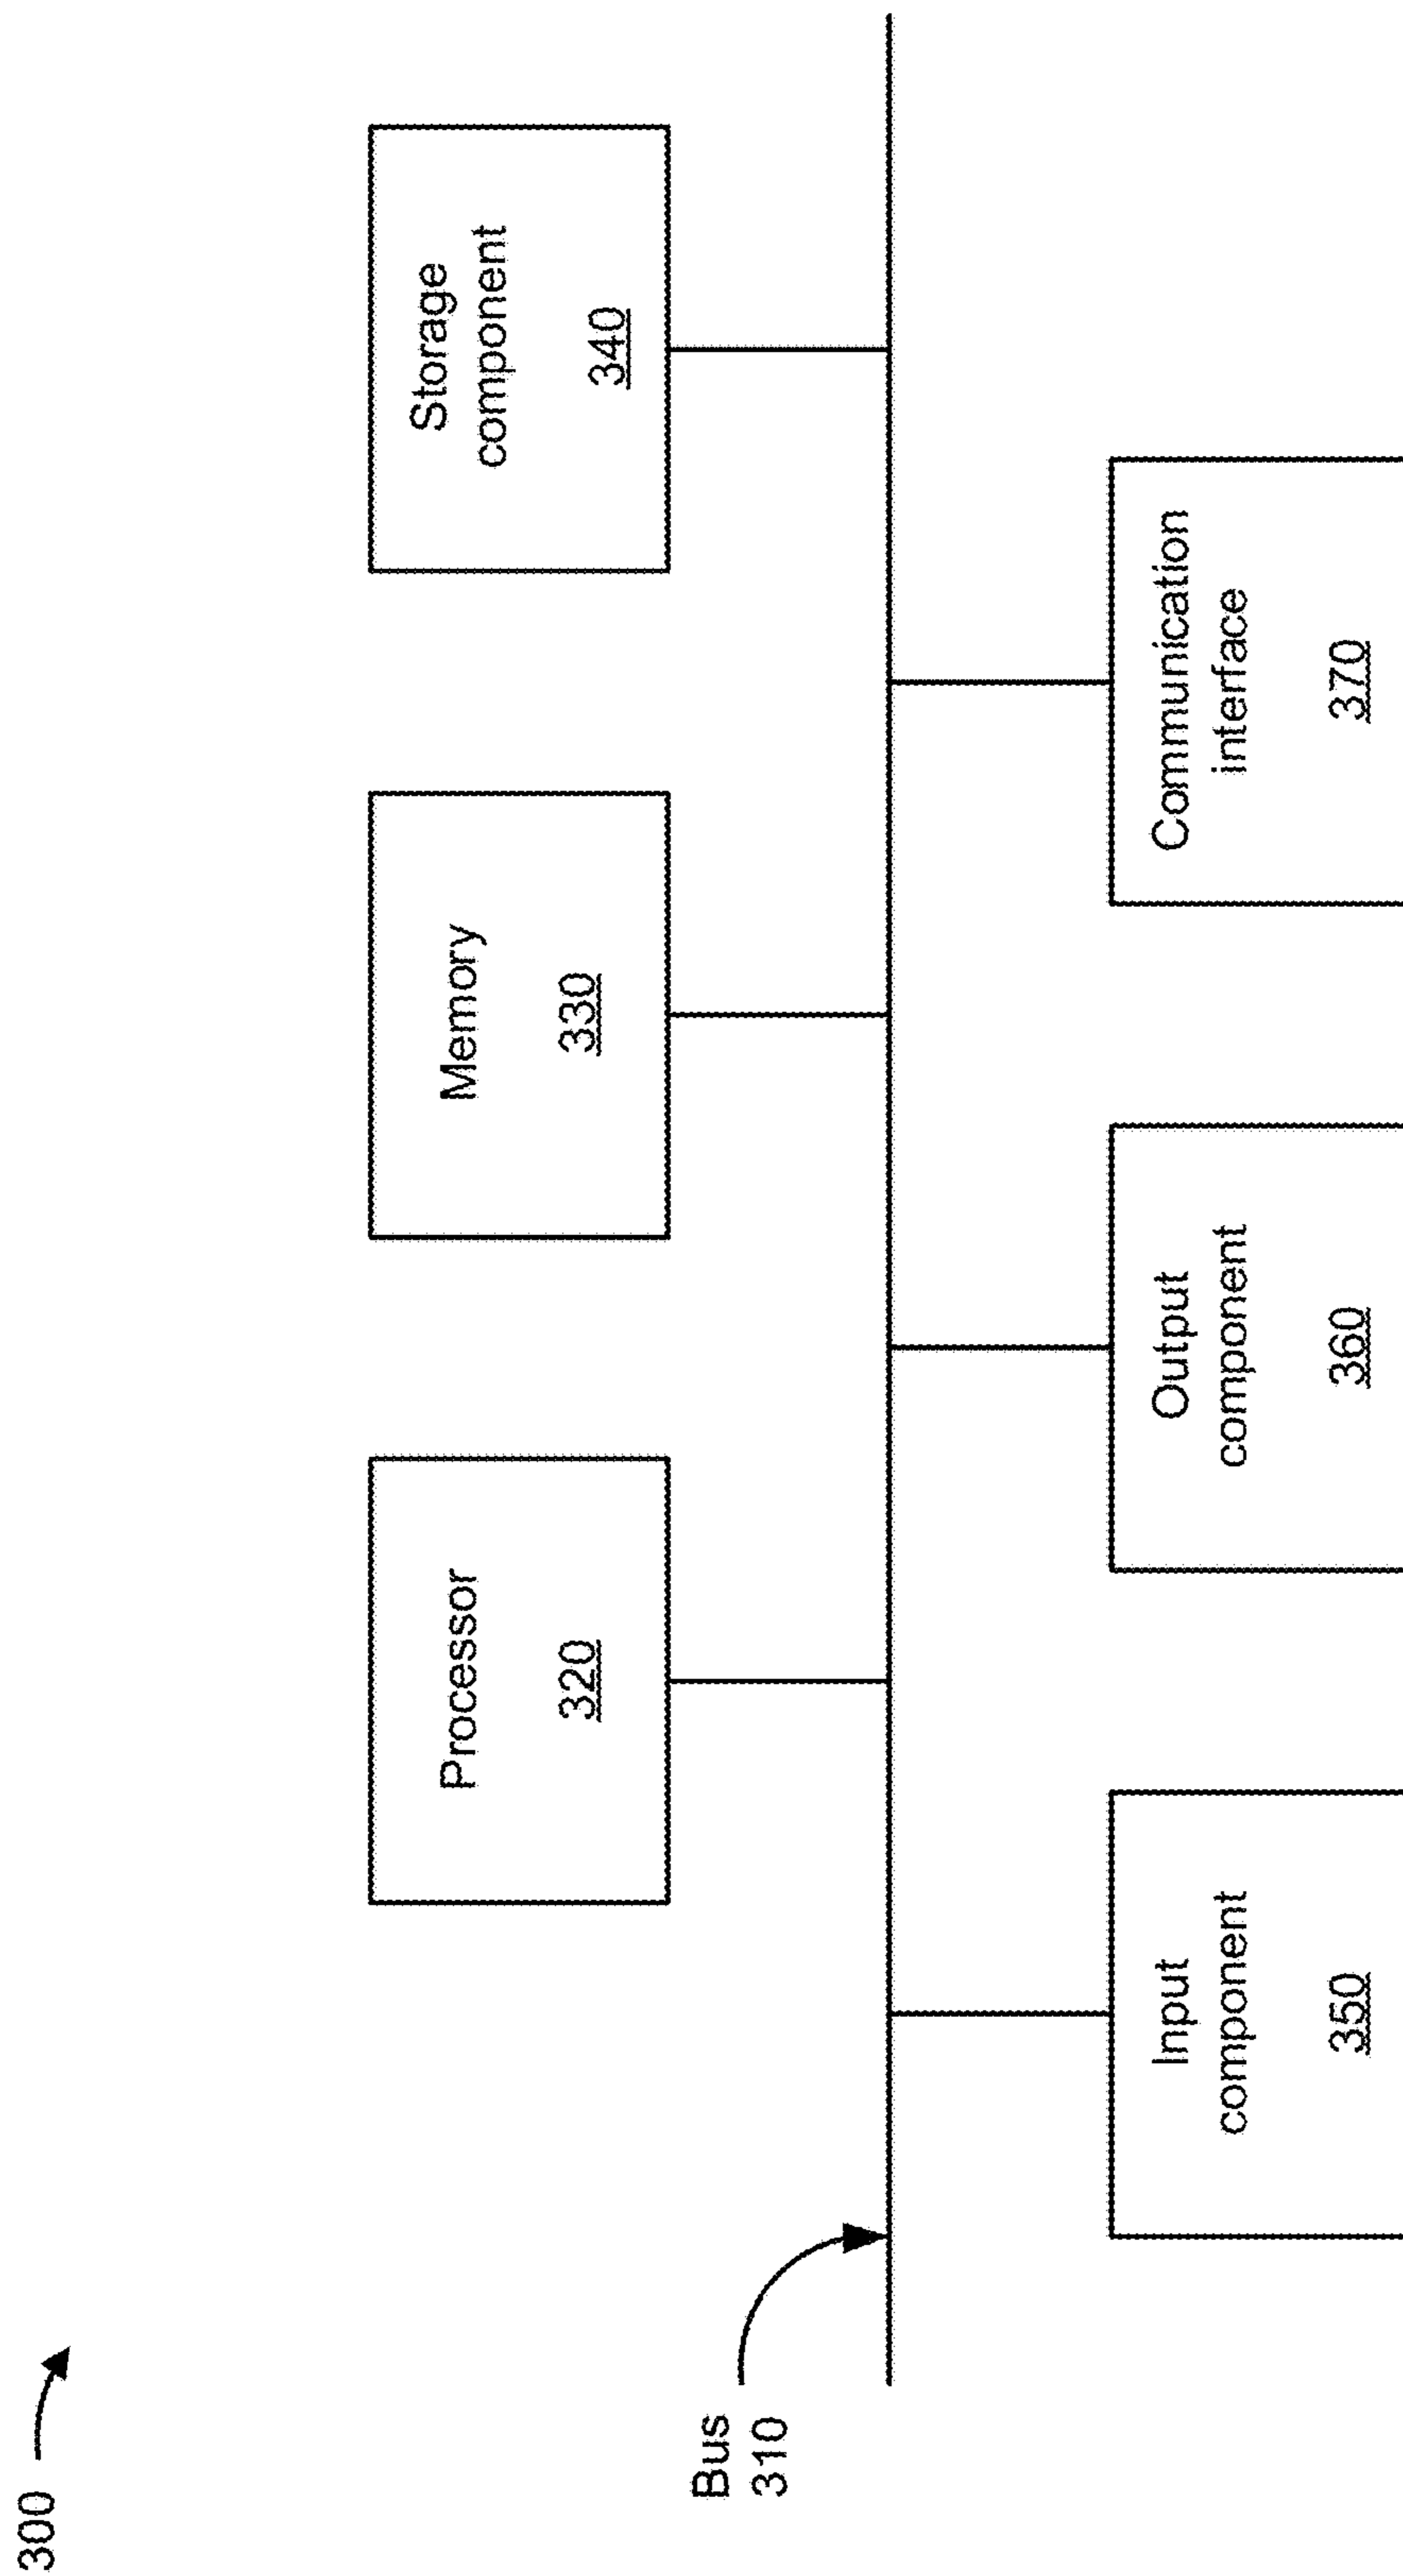 300
Processor
320
Memory
330
Storage
component
340
Bus
310
Input
component
350
Output
component
360
Communication
interface
370